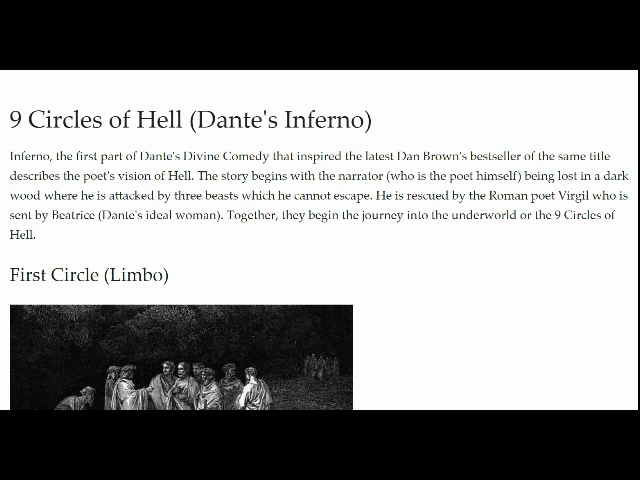 9 Circles of Hell (Dante's Inferno)
Inferno, the first part of Dante's Divine Comedy that inspired the latest Dan Brown's bestseller of the same title
describes the poet's vision of Hell. The story begins with the narrator (who is the poet himself) being lost in a dark
wood where he is attacked by three beasts which he cannot escape. He is rescued by the Roman poet Virgil who is
sent by Beatrice (Dante's ideal woman). Together, they begin the journey into the underworld or the 9 Circles of
Hell.
First Circle (Limbo)